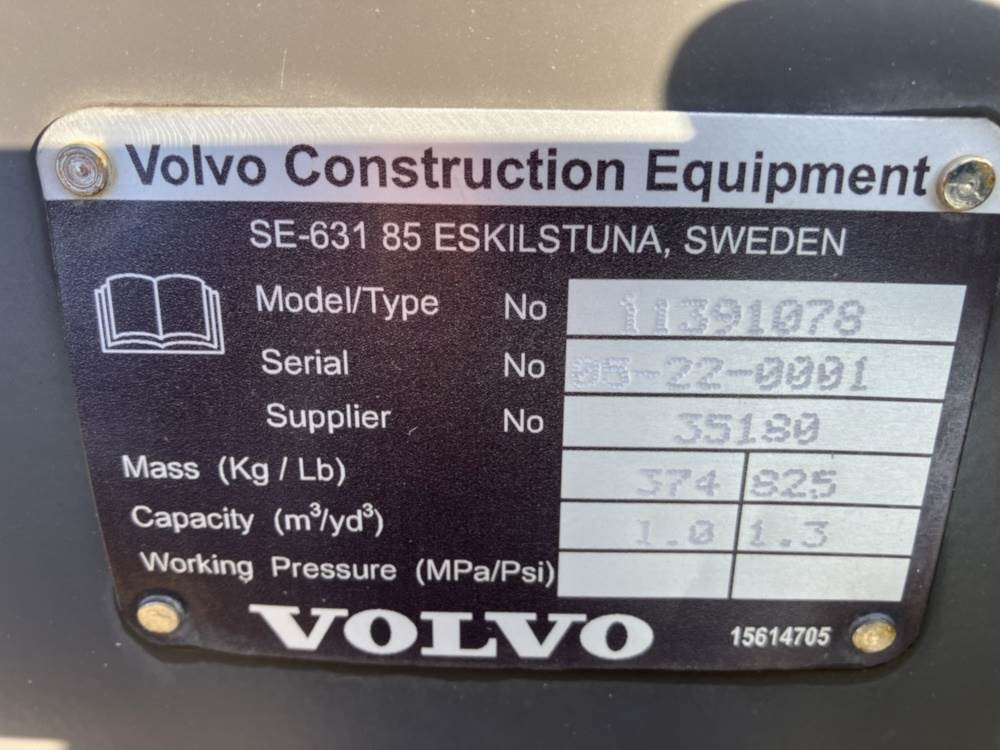 Volvo Construction Equipment
SE-631 85 ESKILSTUNA, SWEDEN
Model/Type No 11391078
Serial No 05-22-0001
Supplier No 35180
Mass (Kg / Lb) 374 825
Capacity (m³/yd³) 1.0 1.3
Working Pressure (MPa/Psi)
VOLVO 15614705